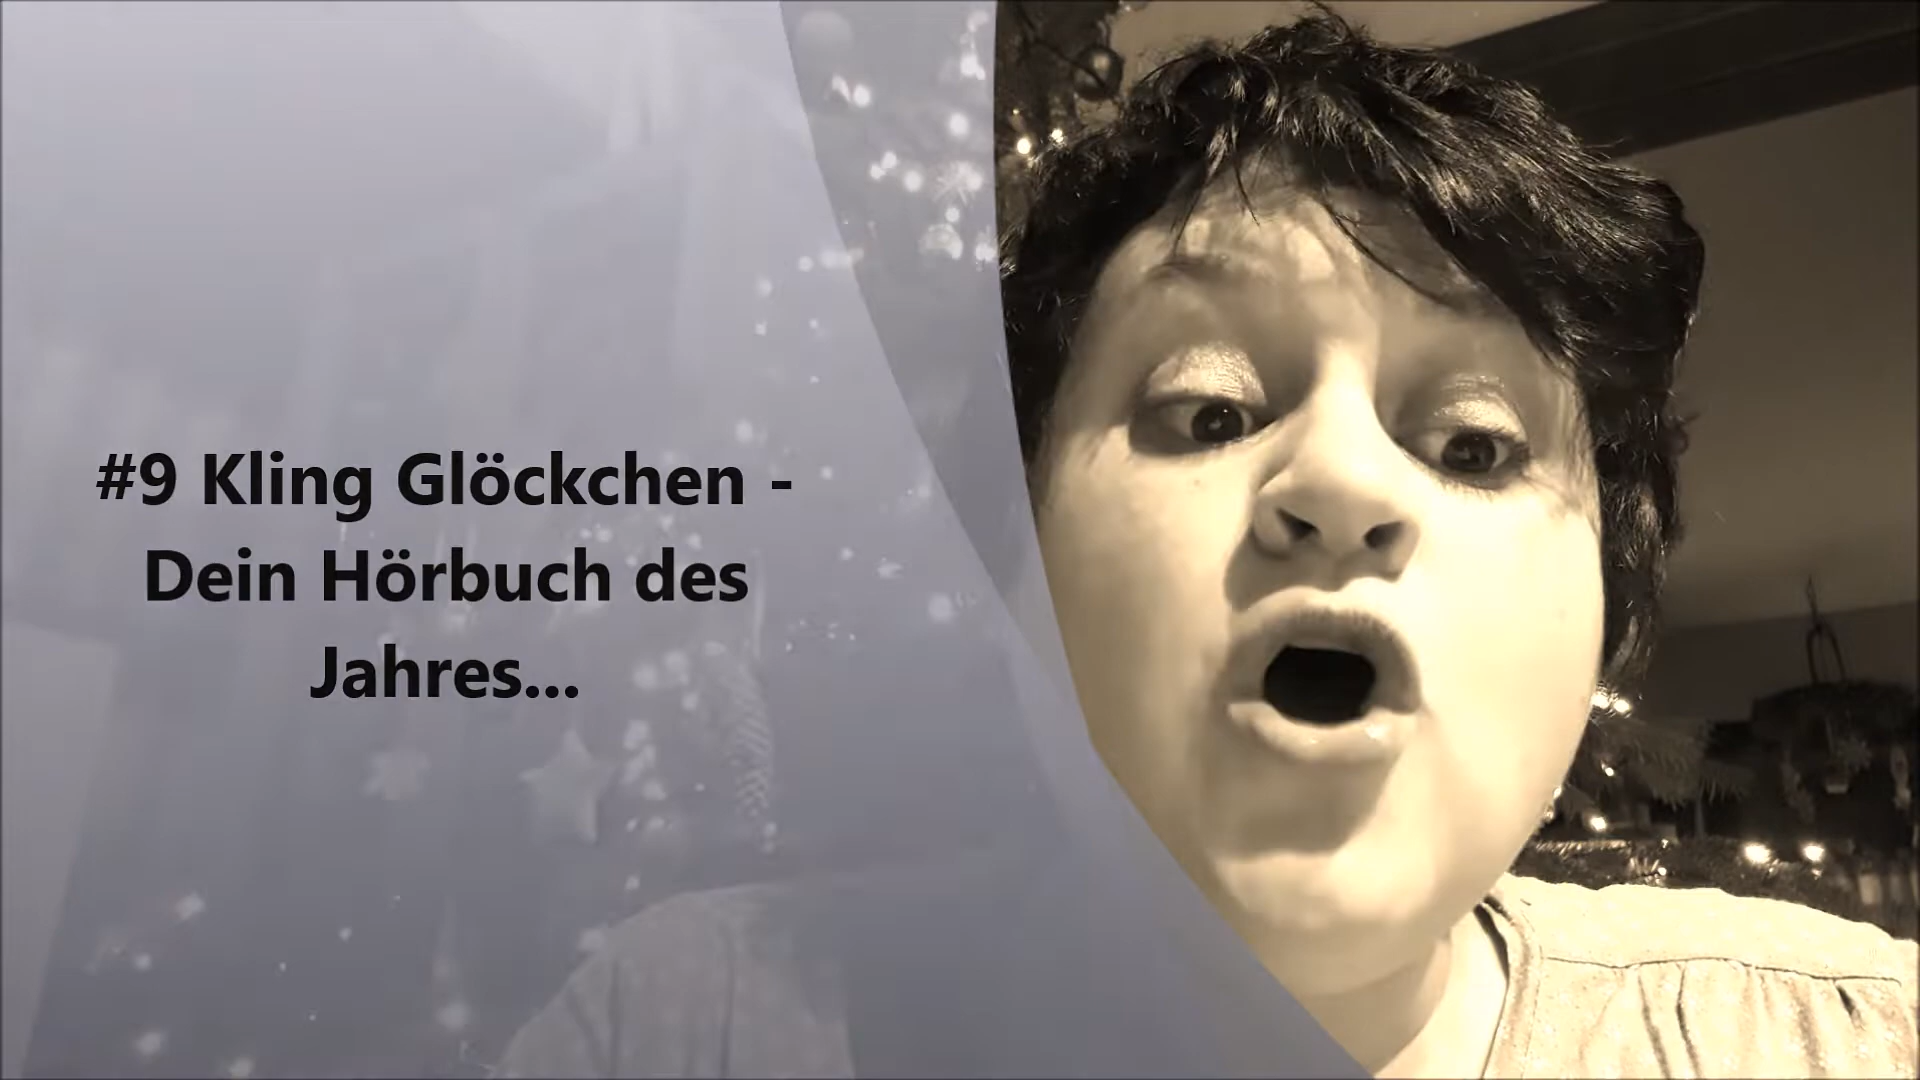 #9 Kling Glöckchen -
Dein Hörbuch des
Jahres...